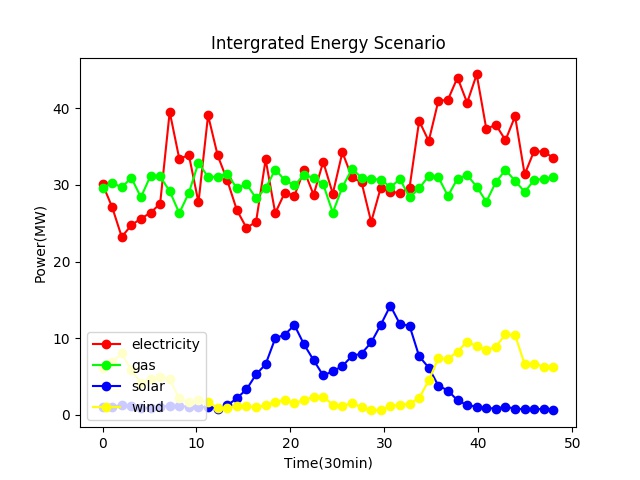 Intergrated Energy Scenario
Power(MW)
40
30
20
10
0
electricity
gas
solar
wind
0 10 20 30 40 50
Time(30min)